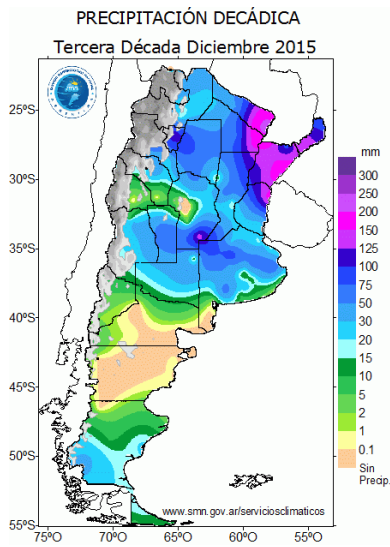 PRECIPITACIÓN DECÁDICA
Tercera Década Diciembre 2015
25°S
30°S
35°S
40°S
45°S
50°S
55°S
75°W
70°W
65°W
60°W
55°W
mm
300
250
200
150
125
100
75
50
30
20
15
10
5
2
1
0.1
Sin
Precip.
www.smn.gov.ar/serviciosclimaticos